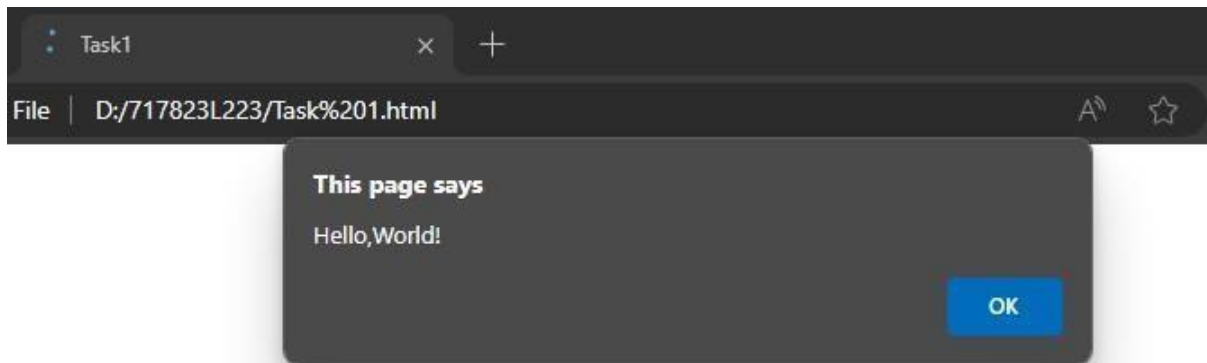 Task1
File D:/717823L223/Task%201.html A
This page says
Hello,World!
OK